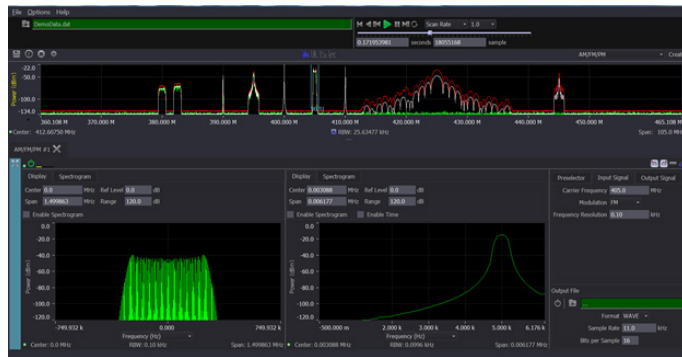 File Options Help
DemoData.dat
Scan Rate 1.0
0.171952981 seconds 18055168 sample
AM/FM/PM Creat
-22.0
-50.0
-100.0
-134.0
Power (dBm)
360.108 M 370.000 M 380.000 M 390.000 M 400.000 M 410.000 M 420.000 M 430.000 M 440.000 M 450.000 M 465.108 M
Center: 412.60750 MHz RBW: 25.63477 kHz Span: 105.0 MHz
AM/FM/PM #1
Display Spectrogram
Center 0.0 MHz Ref Level 0.0 dB
Span 1.499863 MHz Range 120.0 dB
Enable Spectrogram
0.0
-20.0
-40.0
-60.0
-80.0
-100.0
-120.0
Power (dBm)
-749.932 k 0.000 749.932 k
Frequency (Hz)
Center: 0.0 MHz RBW: 0.10 kHz Span: 1.499863 MHz
Display Spectrogram
Center 0.003088 MHz Ref Level 0.0 dB
Span 0.006177 MHz Range 120.0 dB
Enable Spectrogram Enable Time
0.0
-20.0
-40.0
-60.0
-80.0
-100.0
-120.0
Power (dBm)
-500.000 m 2.000 k 3.000 k 4.000 k 5.000 k 6.176 k
Frequency (Hz)
Center: 0.003088 MHz RBW: 0.0996 kHz Span: 0.006177 MHz
Preselector Input Signal Output Signal
Carrier Frequency 405.0 MHz
Modulation FM
Frequency Resolution 0.10 kHz
Output File
...
Format WAVE
Sample Rate 11.0 kHz
Bits per Sample 16